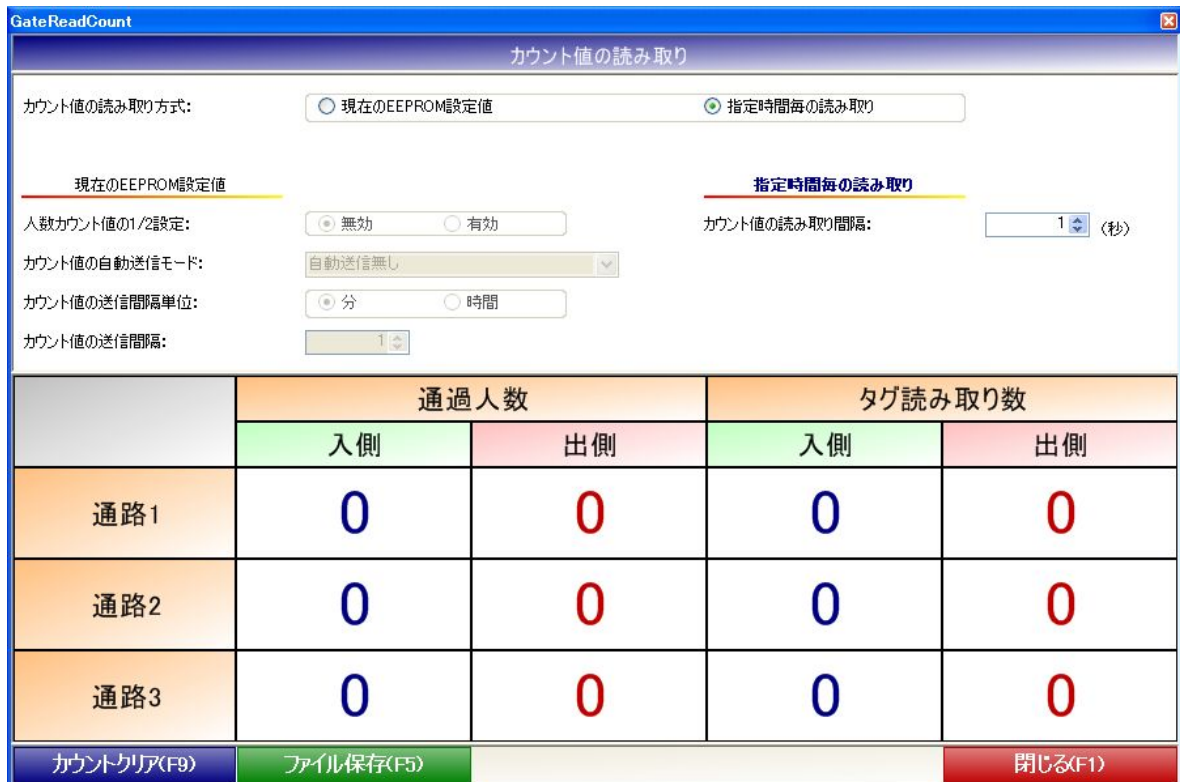 GateReadCount
カウント値の読み取り
カウント値の読み取り方式: 現在のEEPROM設定値 指定時間毎の読み取り
現在のEEPROM設定値 指定時間毎の読み取り
人数カウント値の1/2設定: 無効 有効 カウント値の読み取り間隔: 1 (秒)
カウント値の自動送信モード: 自動送信無し
カウント値の送信間隔単位: 分 時間
カウント値の送信間隔: 1
通過人数 タグ読み取り数
入側 出側 入側 出側
通路1 0 0 0 0
通路2 0 0 0 0
通路3 0 0 0 0
カウントクリア(F9) ファイル保存(F5) 閉じる(F1)